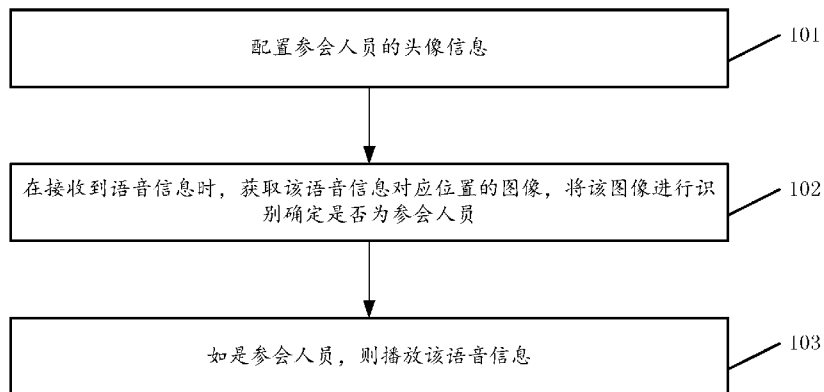 配置参会人员的头像信息
101
在接收到语音信息时，获取该语音信息对应位置的图像，将该图像进行识
别确定是否为参会人员
102
如是参会人员，则播放该语音信息
103